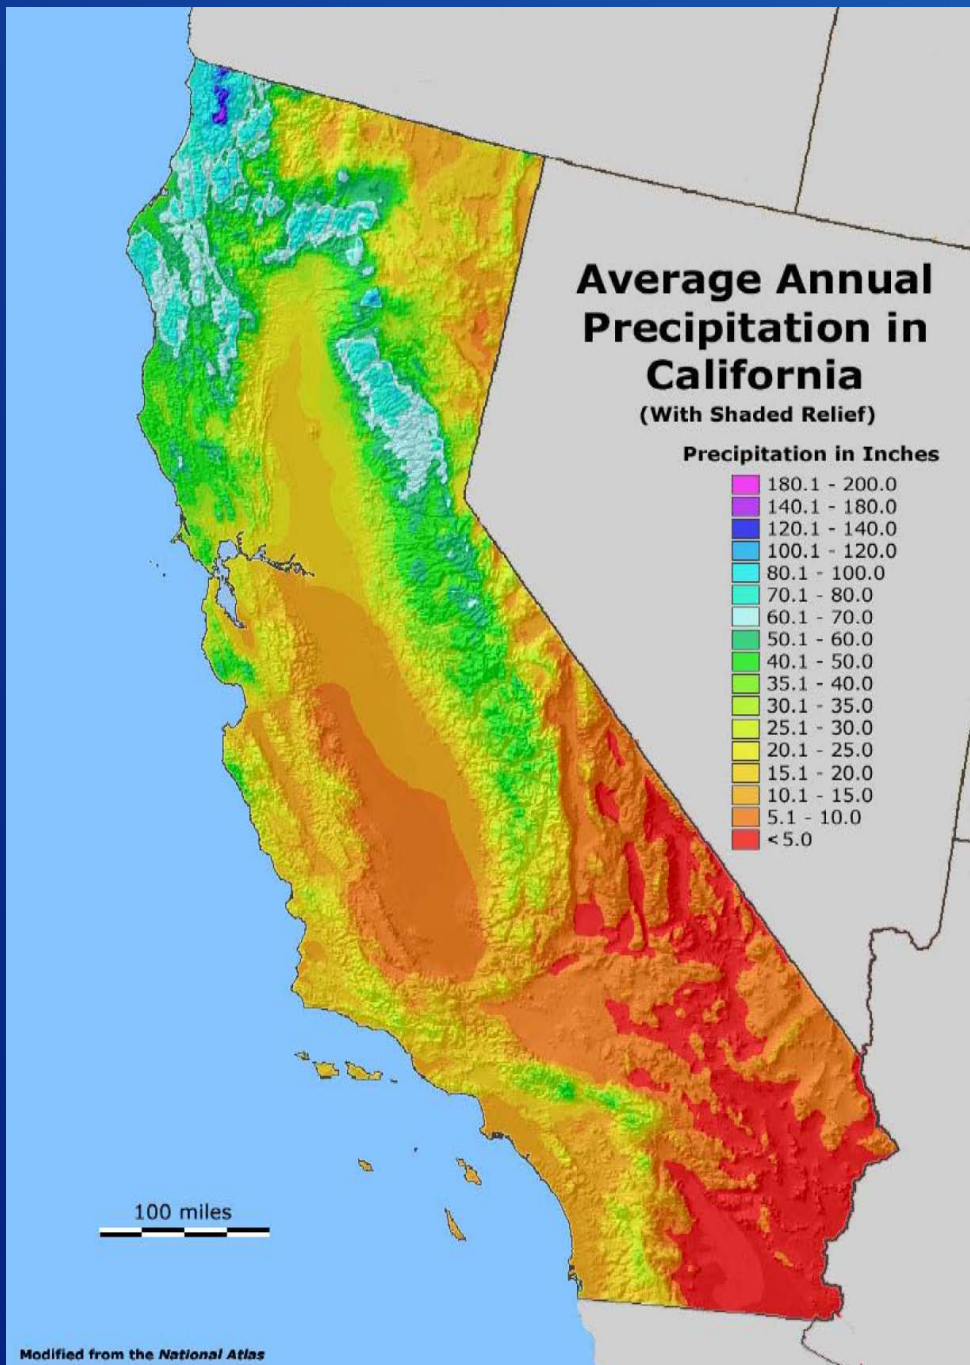 Average Annual
Precipitation in
California
(With Shaded Relief)
Precipitation in Inches
180.1 - 200.0
140.1 - 180.0
120.1 - 140.0
100.1 - 120.0
80.1 - 100.0
70.1 - 80.0
60.1 - 70.0
50.1 - 60.0
40.1 - 50.0
35.1 - 40.0
30.1 - 35.0
25.1 - 30.0
20.1 - 25.0
15.1 - 20.0
10.1 - 15.0
5.1 - 10.0
<5.0
100 miles
Modified from the National Atlas